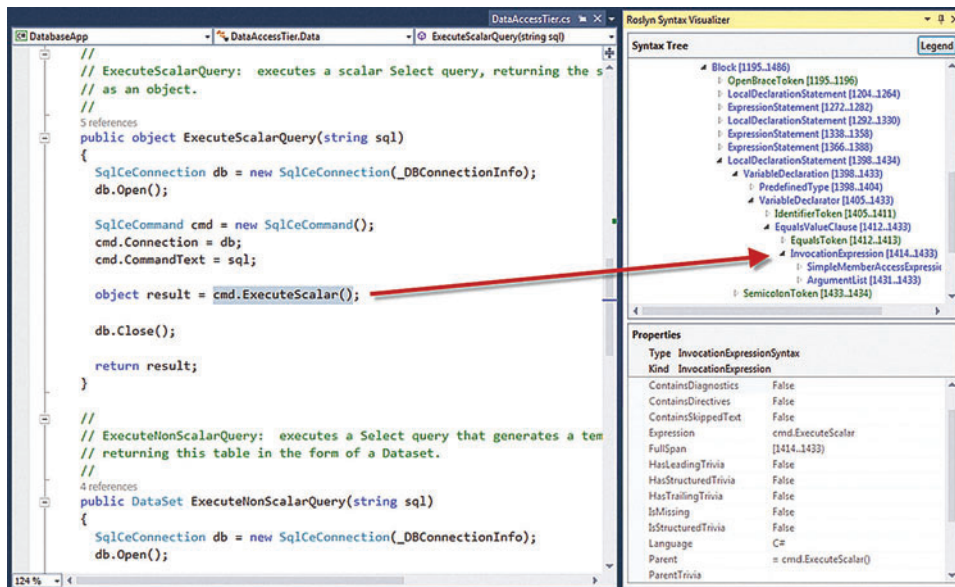 DataAccessTier.cs
DatabaseApp
DataAccessTier.Data
ExecuteScalarQuery(string sql)
//
// ExecuteScalarQuery:  executes a scalar Select query, returning the s
// as an object.
//
5 references
public object ExecuteScalarQuery(string sql)
{
SqlCeConnection db = new SqlCeConnection(_DBConnectionInfo);
db.Open();
SqlCeCommand cmd = new SqlCeCommand();
cmd.Connection = db;
cmd.CommandText = sql;
object result = cmd.ExecuteScalar();
db.Close();
return result;
}
//
// ExecuteNonScalarQuery:  executes a Select query that generates a tem
// returning this table in the form of a Dataset.
//
4 references
public DataSet ExecuteNonScalarQuery(string sql)
{
SqlCeConnection db = new SqlCeConnection(_DBConnectionInfo);
db.Open();
124 %
Roslyn Syntax Visualizer
Syntax Tree
Legend
Block [1195..1486)
OpenBraceToken [1195..1196)
LocalDeclarationStatement [1204..1264)
ExpressionStatement [1272..1282)
LocalDeclarationStatement [1292..1330)
ExpressionStatement [1338..1358)
ExpressionStatement [1366..1388)
LocalDeclarationStatement [1398..1434)
VariableDeclaration [1398..1433)
PredefinedType [1398..1404)
VariableDeclarator [1405..1433)
IdentifierToken [1405..1411)
EqualsValueClause [1412..1433)
EqualsToken [1412..1413)
InvocationExpression [1414..1433)
SimpleMemberAccessExpressi
ArgumentList [1431..1433)
SemicolonToken [1433..1434)
Properties
Type InvocationExpressionSyntax
Kind InvocationExpression
ContainsDiagnostics False
ContainsDirectives False
ContainsSkippedText False
Expression cmd.ExecuteScalar
FullSpan [1414..1433)
HasLeadingTrivia False
HasStructuredTrivia False
HasTrailingTrivia False
IsMissing False
IsStructuredTrivia False
Language C#
Parent = cmd.ExecuteScalar()
ParentTrivia